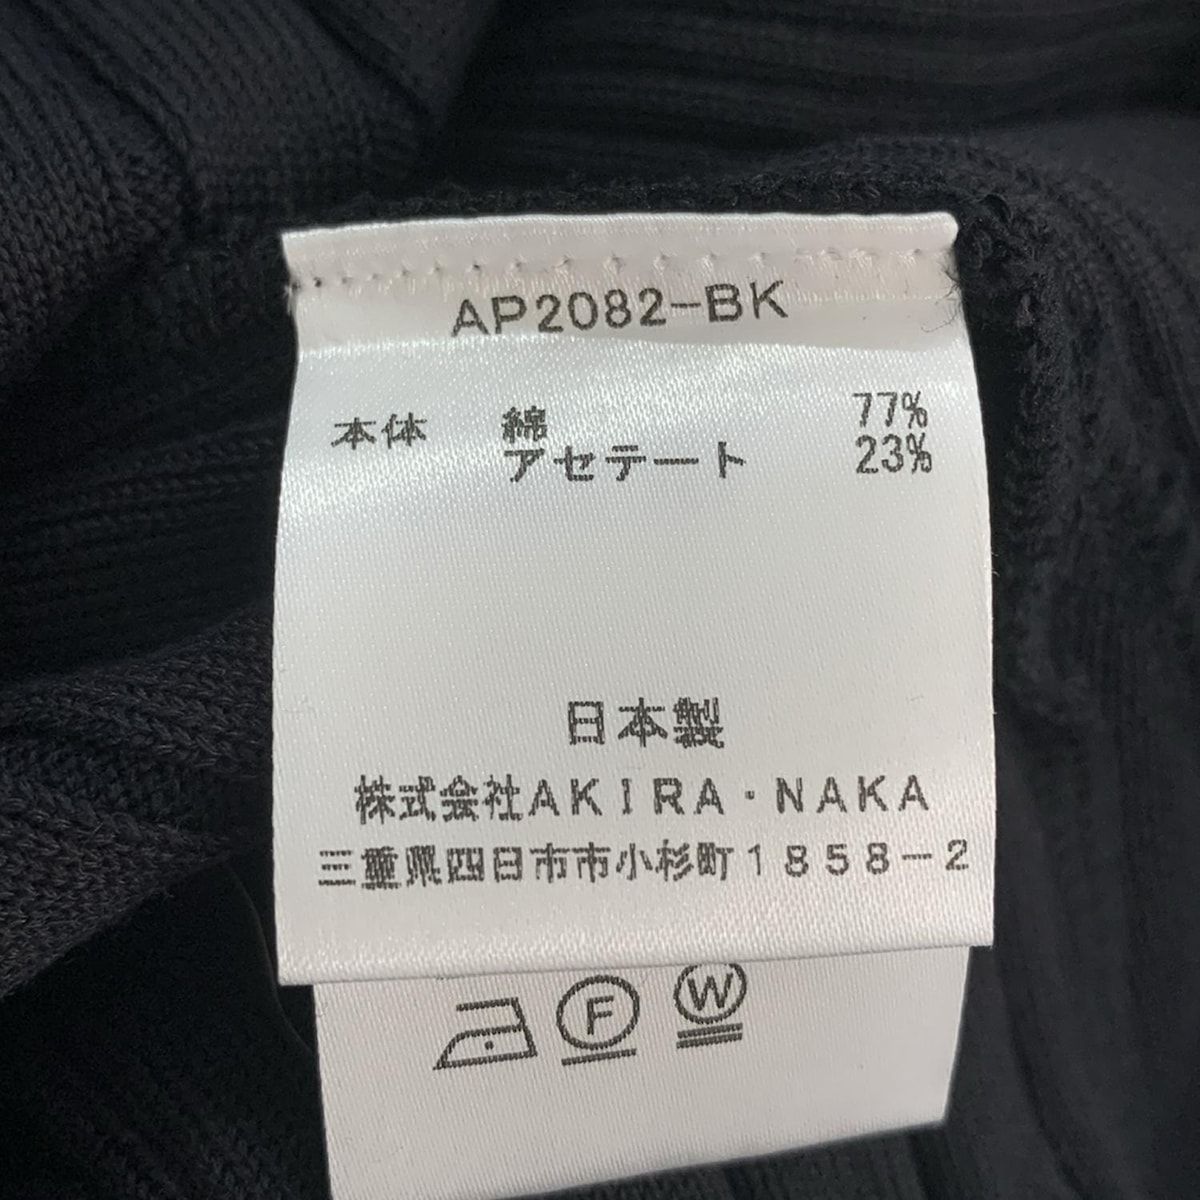 AP2082-BK
本体 綿 77%
アセテート 23%
日本製
株式会社AKIRA・NAKA
三重県四日市市小杉町1858-2
F W